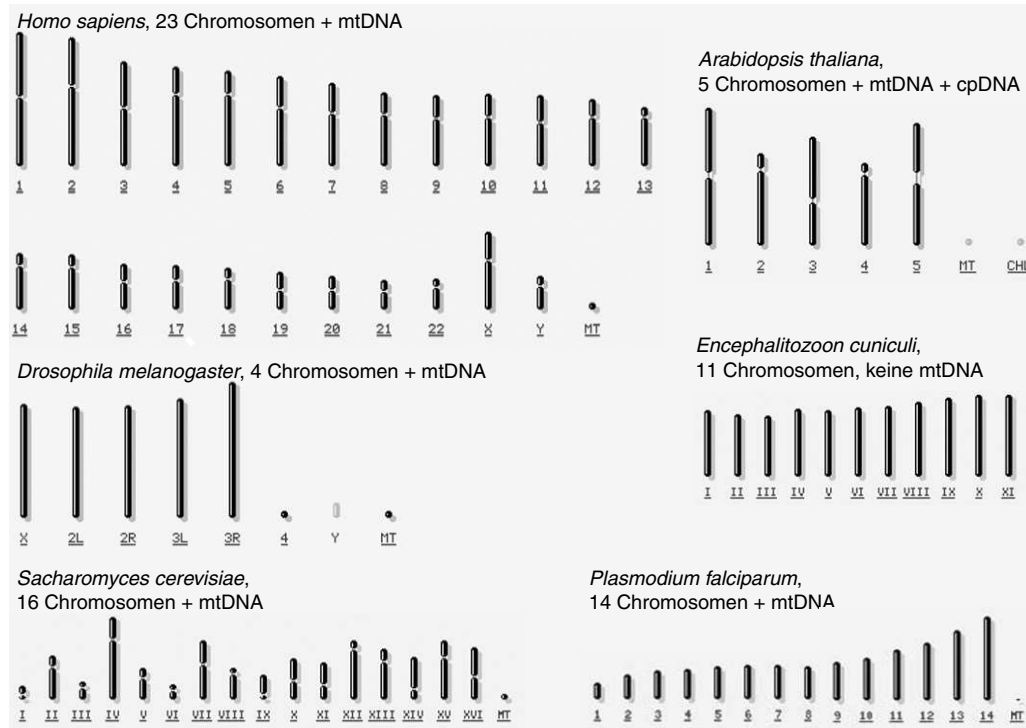 Homo sapiens, 23 Chromosomen + mtDNA
1 2 3 4 5 6 7 8 9 10 11 12 13
14 15 16 17 18 19 20 21 22 X Y MT
Arabidopsis thaliana,
5 Chromosomen + mtDNA + cpDNA
1 2 3 4 5 MT CHL
Drosophila melanogaster, 4 Chromosomen + mtDNA
X 2L 2R 3L 3R 4 Y MT
Encephalitozoon cuniculi,
11 Chromosomen, keine mtDNA
I II III IV V VI VII VIII IX X XI
Sacharomyces cerevisiae,
16 Chromosomen + mtDNA
I II III IV V VI VII VIII IX X XI XII XIII XIV XV XVI MT
Plasmodium falciparum,
14 Chromosomen + mtDNA
1 2 3 4 5 6 7 8 9 10 11 12 13 14 MT